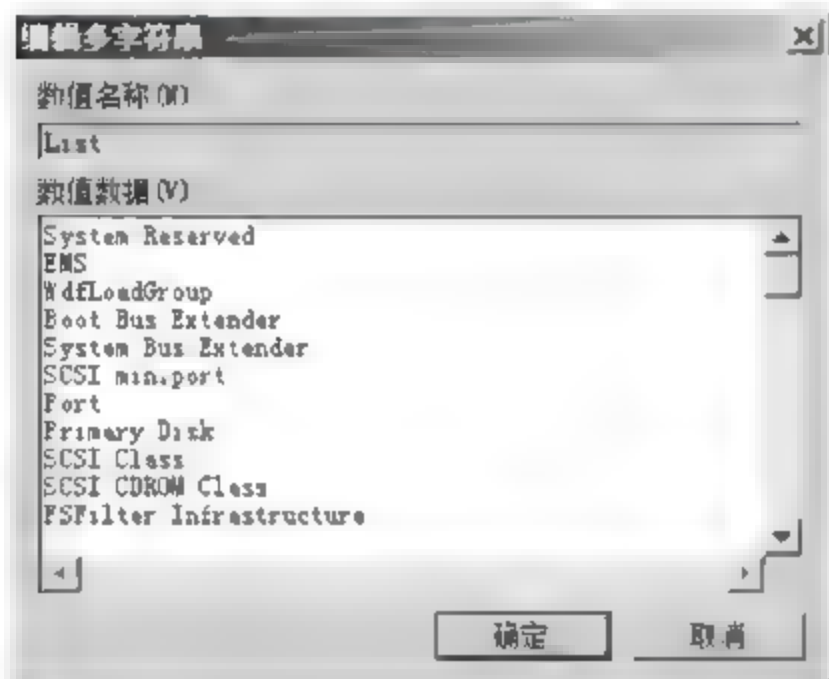 编辑多字符串
数值名称(N)
List
数值数据(V)
System Reserved
EMS
WdfLoadGroup
Boot Bus Extender
System Bus Extender
SCSI miniport
Port
Primary Disk
SCSI Class
SCSI CDROM Class
FSFilter Infrastructure
确定 取消